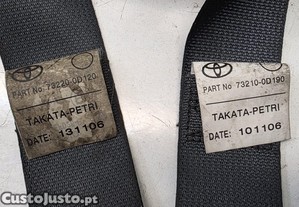 PART No 73220-0D120
TAKATA-PETRI
DATE: 131106
PART No 73210-0D190
TAKATA-PETRI
DATE: 101106
CustoJusto.pt